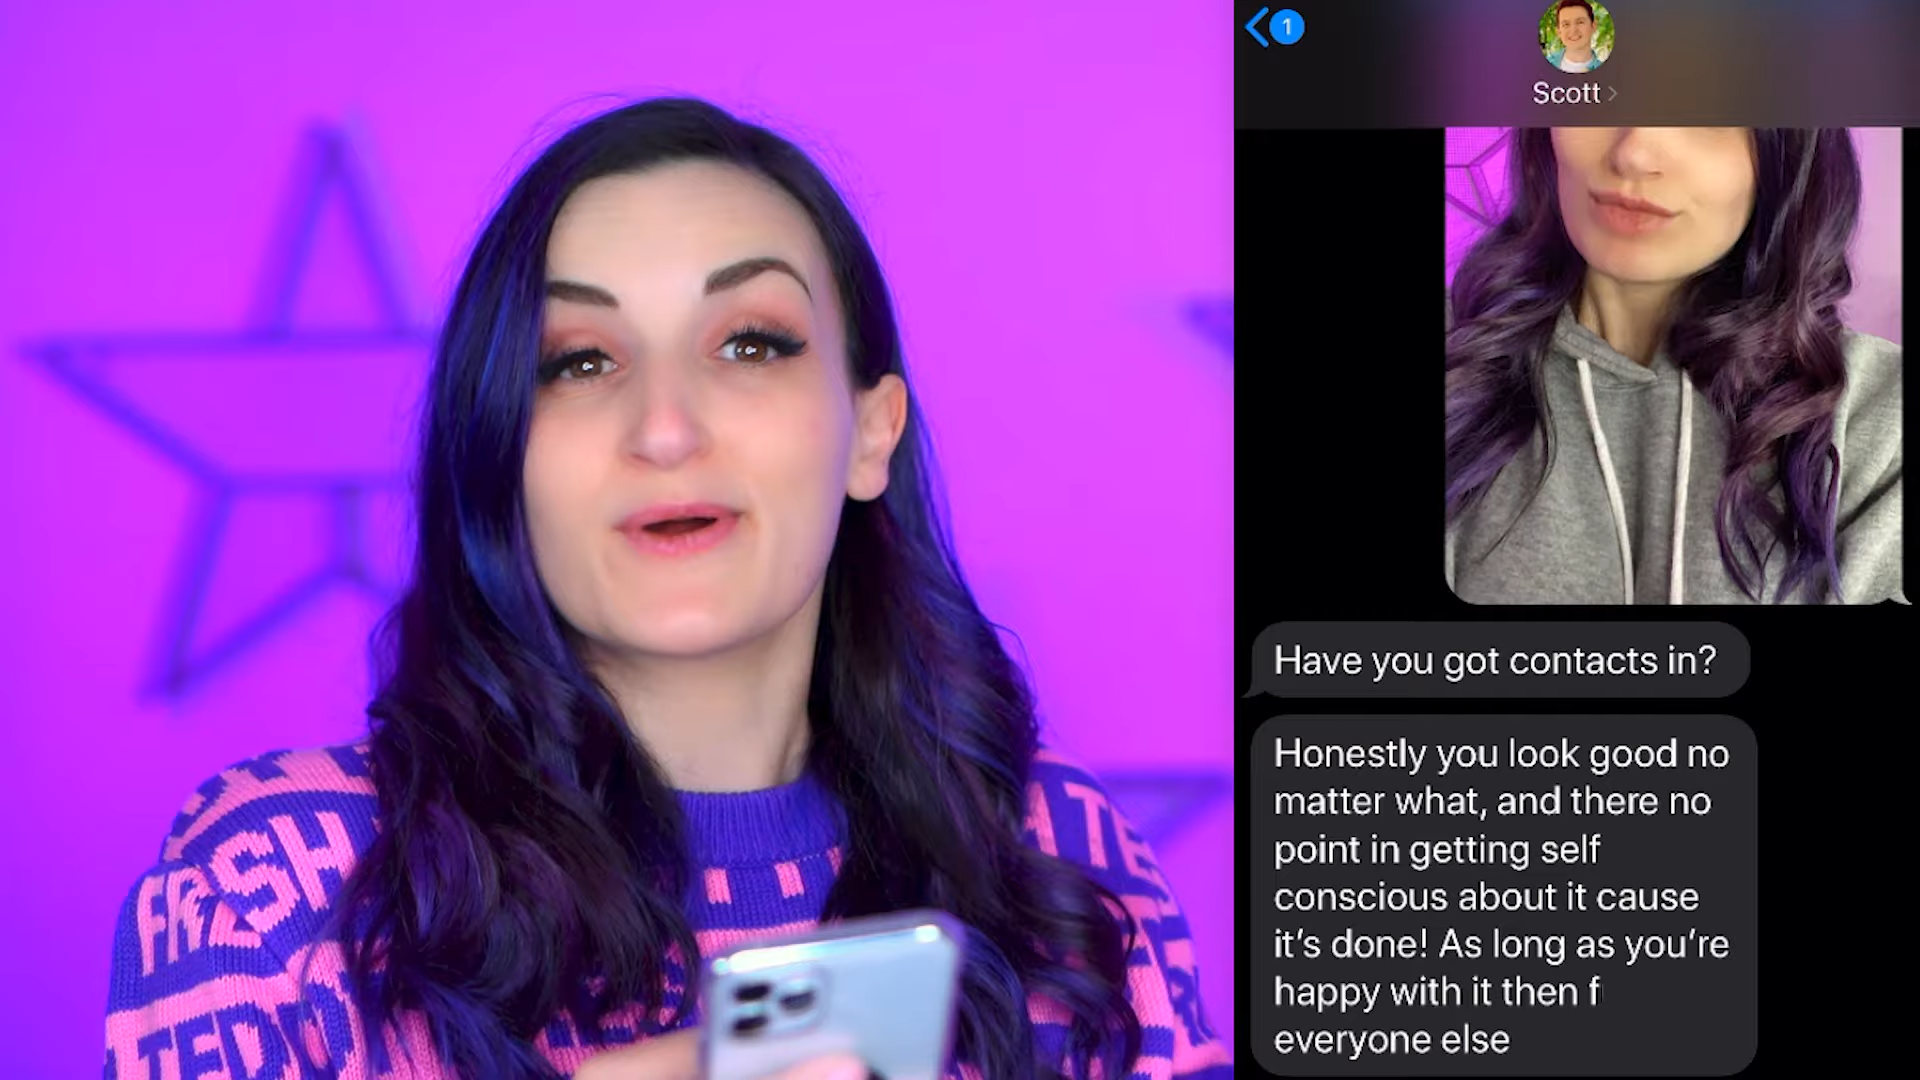 1
Scott
Have you got contacts in?
Honestly you look good no
matter what, and there no
point in getting self
conscious about it cause
it's done! As long as you're
happy with it then f
everyone else
FRESH
TED